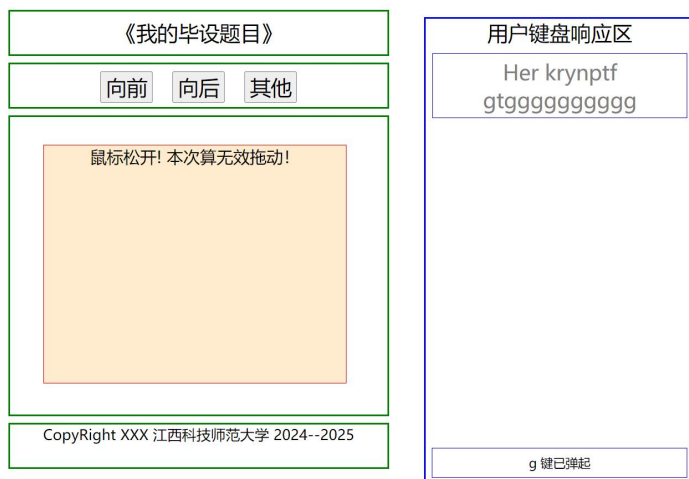 《我的毕设题目》
向前 向后 其他
鼠标松开! 本次算无效拖动!
CopyRight XXX 江西科技师范大学 2024--2025
用户键盘响应区
Her krynptf
gtgggggggggg
g 键已弹起